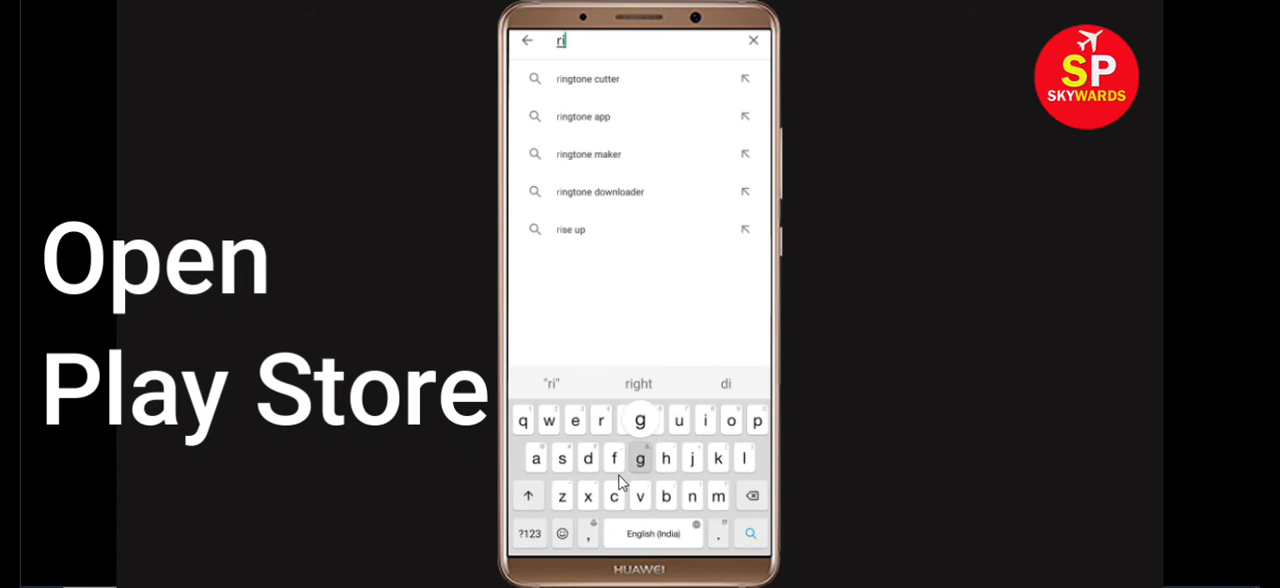 ri
SP
SKYWARDS
ringtone cutter
ringtone app
ringtone maker
ringtone downloader
rise up
Open
Play Store
"ri" right di
q w e r g u i o p
a s d f g h j k l
z x c v b n m
?123 , English (India) .
HUAWEI